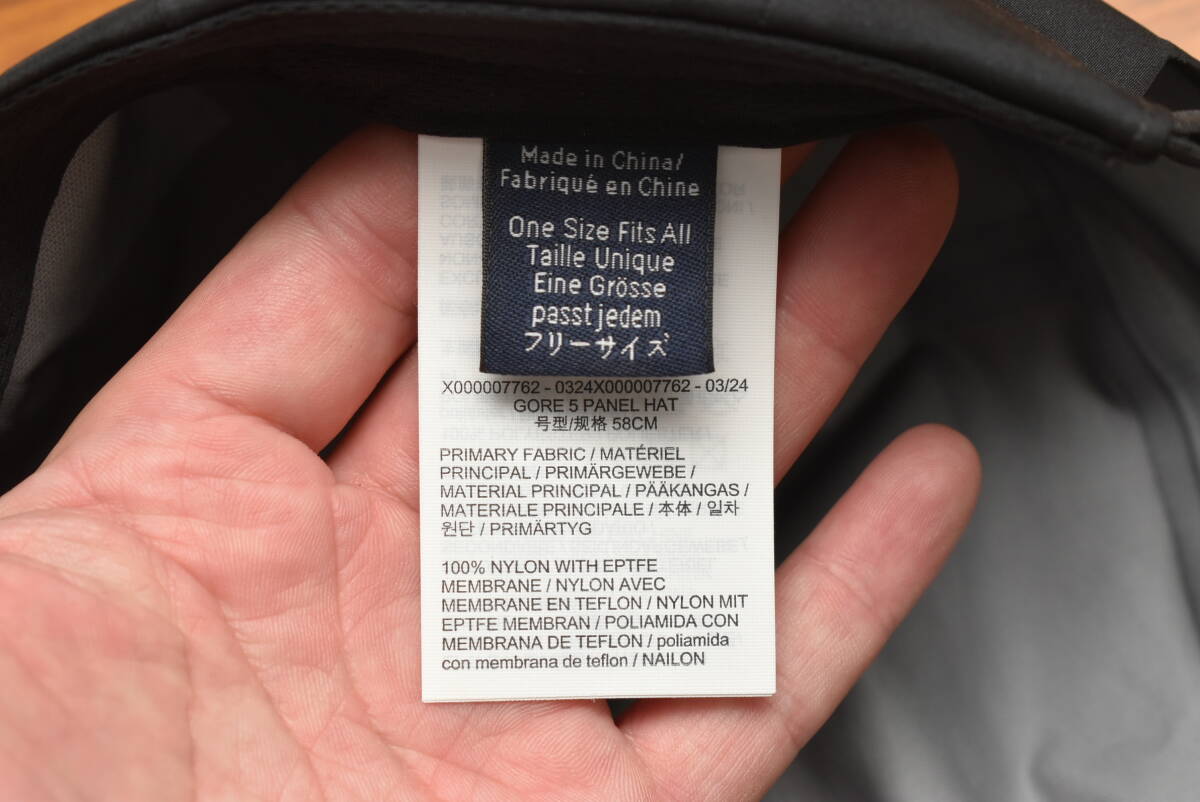 Made in China/
Fabriqué en Chine
One Size Fits All
Taille Unique
Eine Grösse
passt jedem
フリーサイズ
X000007762 - 0324X000007762 - 03/24
GORE 5 PANEL HAT
号型/规格 58CM
PRIMARY FABRIC / MATÉRIEL
PRINCIPAL / PRIMÄRGEWEBE /
MATERIAL PRINCIPAL / PÄÄKANGAS /
MATERIALE PRINCIPALE / 本体 / 일차
원단 / PRIMÄRTYG
100% NYLON WITH EPTFE
MEMBRANE / NYLON AVEC
MEMBRANE EN TEFLON / NYLON MIT
EPTFE MEMBRAN / POLIAMIDA CON
MEMBRANA DE TEFLON / poliamida
con membrana de teflon / NAILON